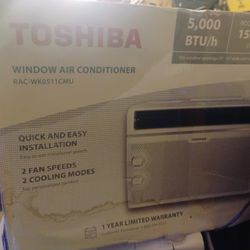 TOSHIBA
5,000
BTU/h
15
WINDOW AIR CONDITIONER
RAC-WK0511CMU
QUICK AND EASY
INSTALLATION
2 FAN SPEEDS
2 COOLING MODES
1 YEAR LIMITED WARRANTY